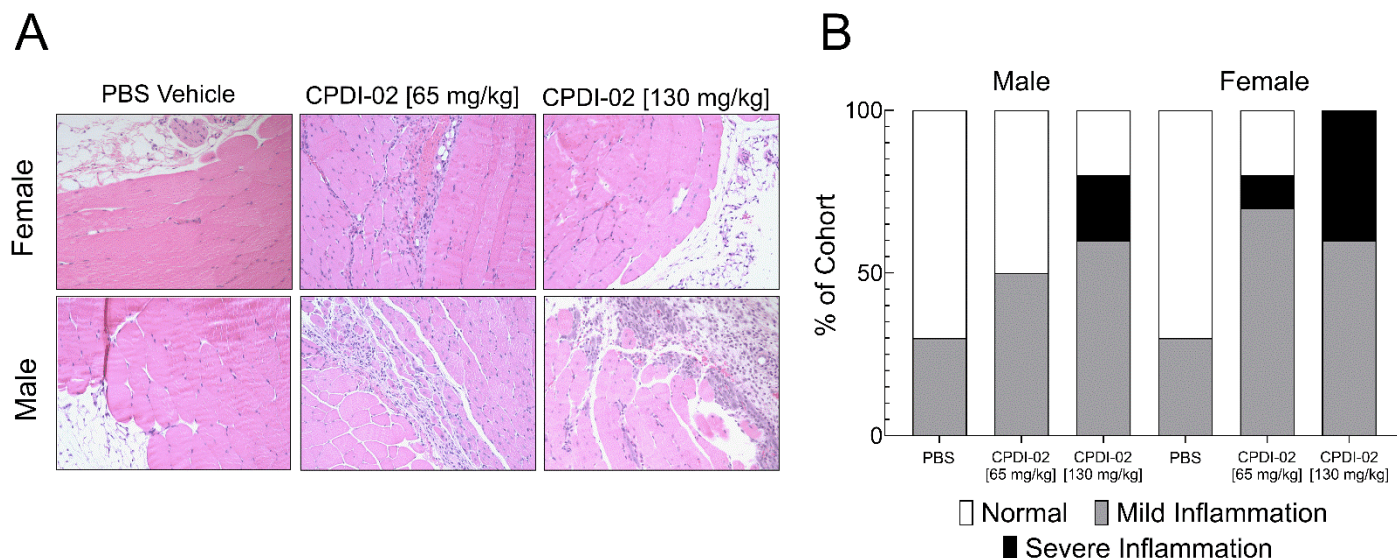 A
PBS Vehicle
CPDI-02 [65 mg/kg]
CPDI-02 [130 mg/kg]
Female
Male
B
Male
Female
% of Cohort
100
50
0
PBS
CPDI-02
[65 mg/kg]
CPDI-02
[130 mg/kg]
PBS
CPDI-02
[65 mg/kg]
CPDI-02
[130 mg/kg]
Normal
Mild Inflammation
Severe Inflammation